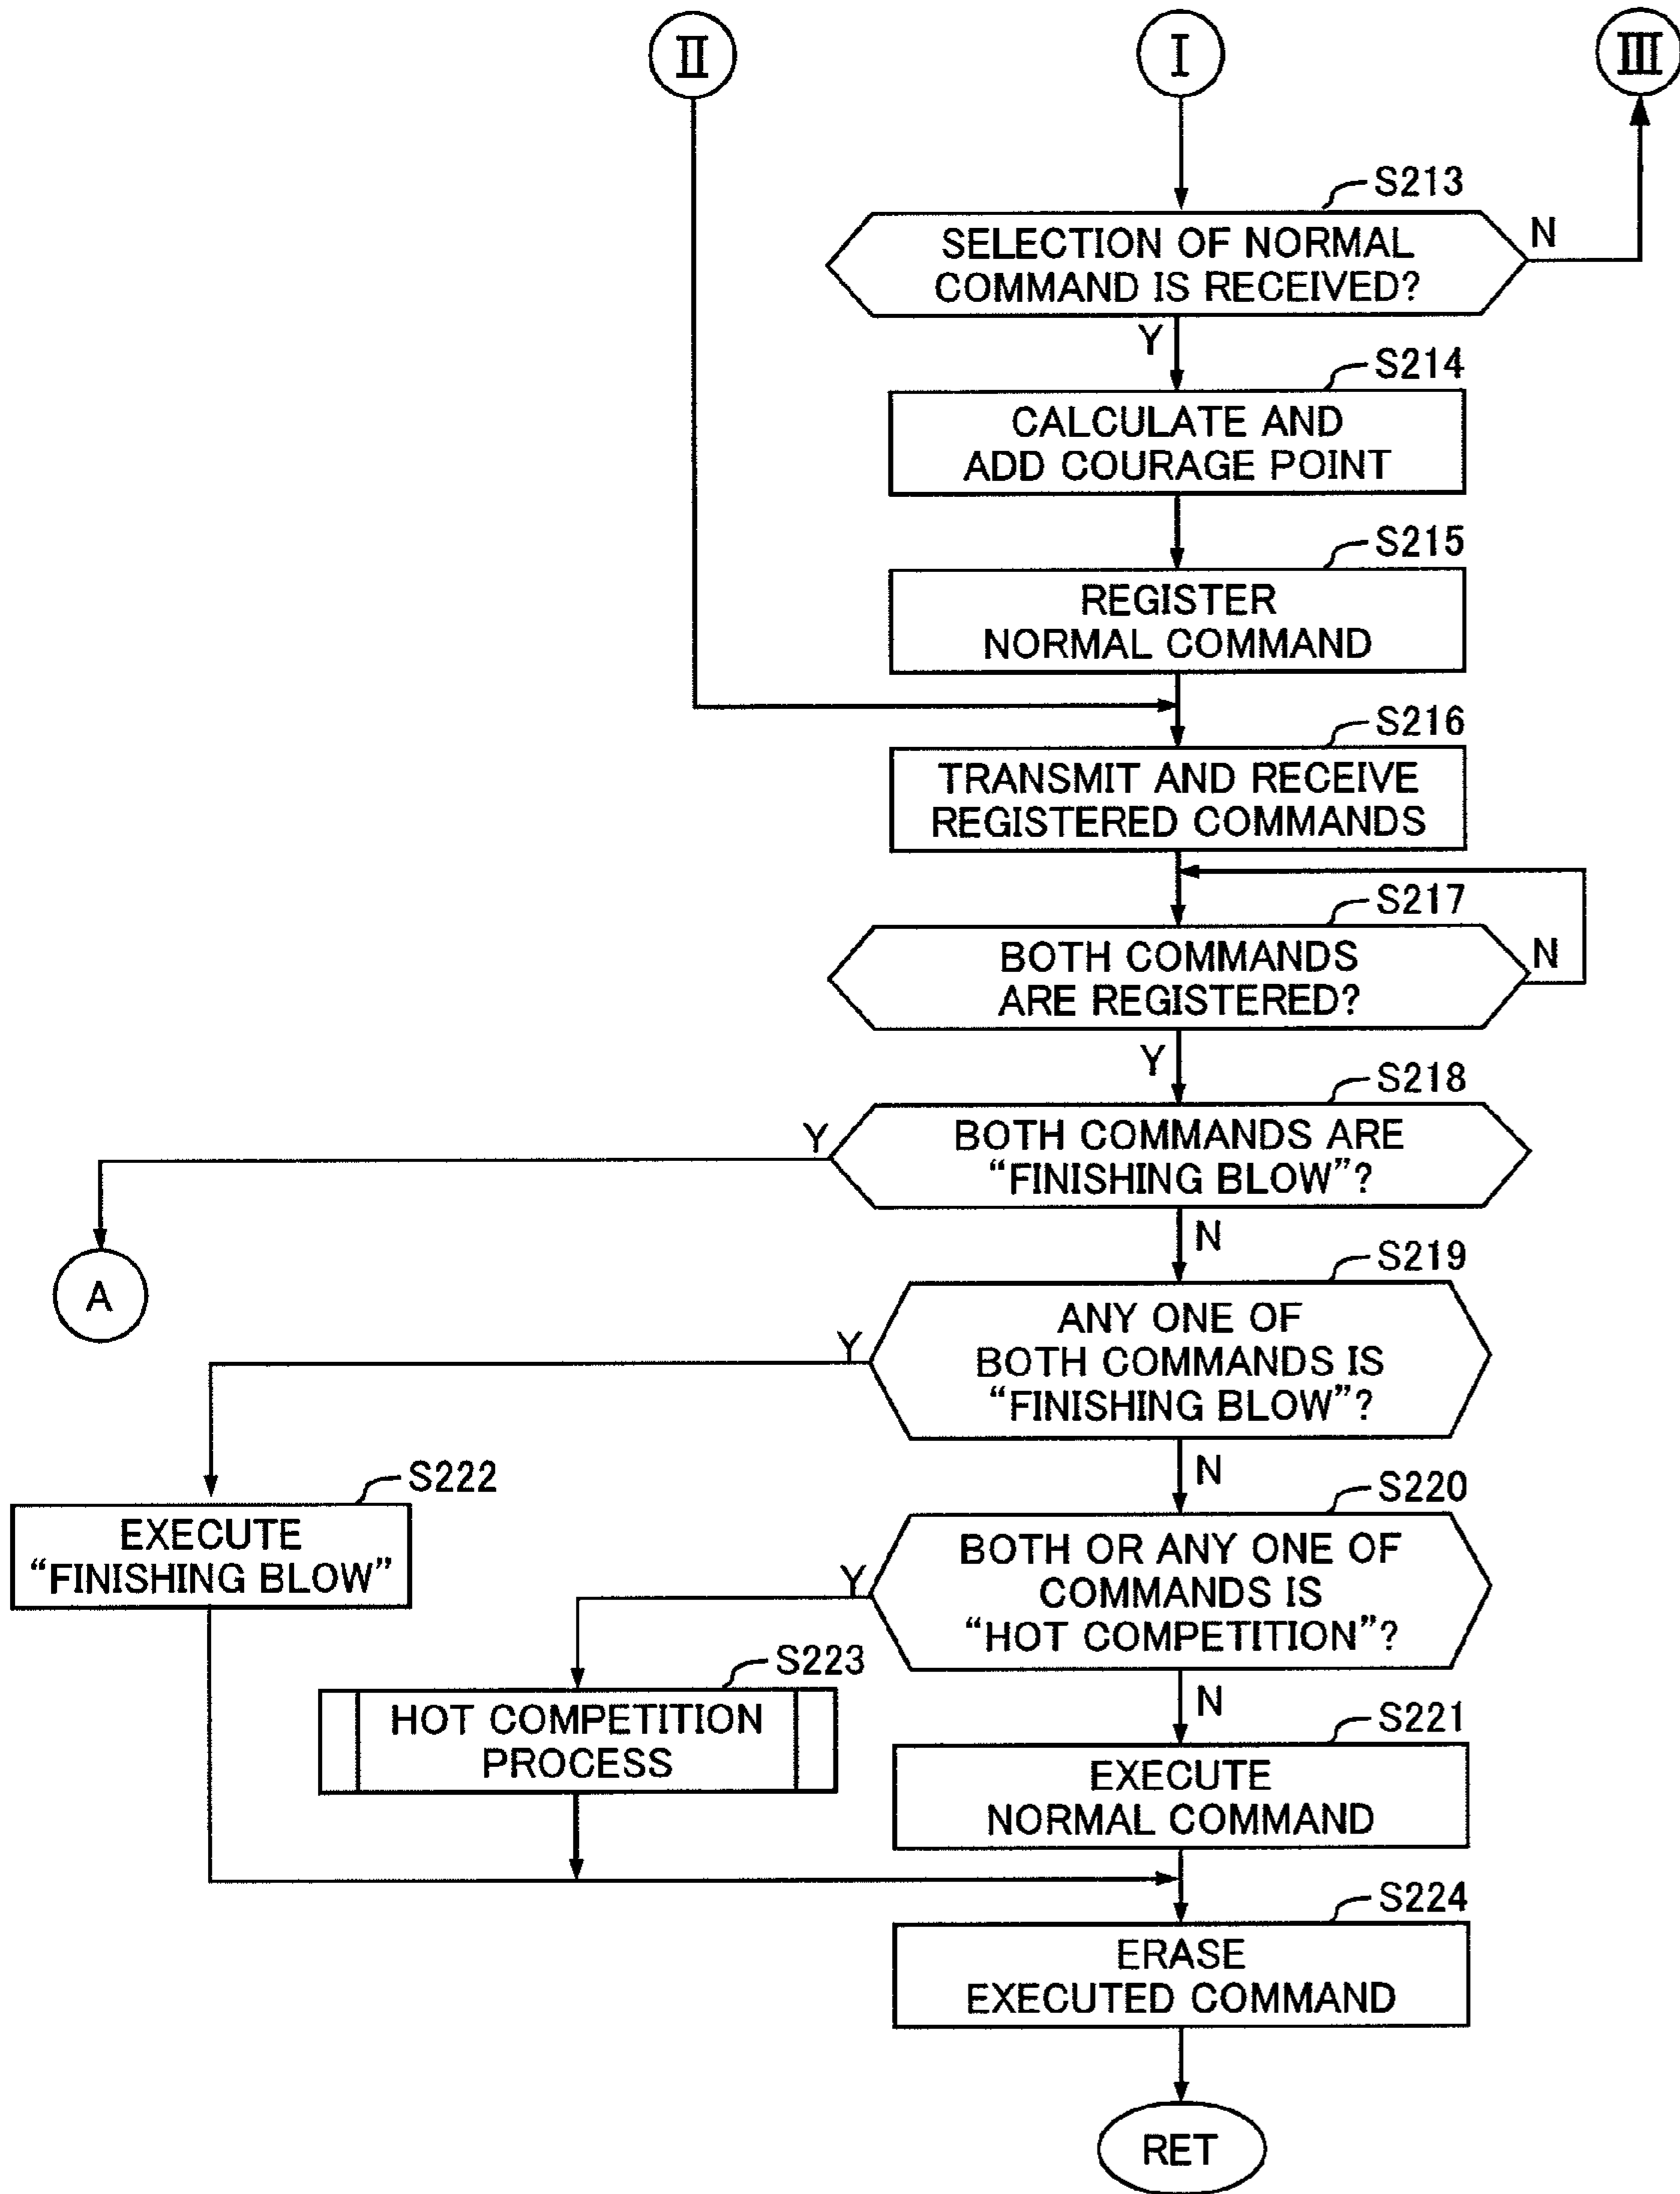 II
I
III
S213
SELECTION OF NORMAL
COMMAND IS RECEIVED?
N
Y
S214
CALCULATE AND
ADD COURAGE POINT
S215
REGISTER
NORMAL COMMAND
S216
TRANSMIT AND RECEIVE
REGISTERED COMMANDS
S217
BOTH COMMANDS
ARE REGISTERED?
N
Y
S218
BOTH COMMANDS ARE
“FINISHING BLOW”?
Y
N
A
S219
ANY ONE OF
BOTH COMMANDS IS
“FINISHING BLOW”?
Y
N
S222
EXECUTE
“FINISHING BLOW”
S220
BOTH OR ANY ONE OF
COMMANDS IS
“HOT COMPETITION”?
Y
N
S223
HOT COMPETITION
PROCESS
S221
EXECUTE
NORMAL COMMAND
S224
ERASE
EXECUTED COMMAND
RET